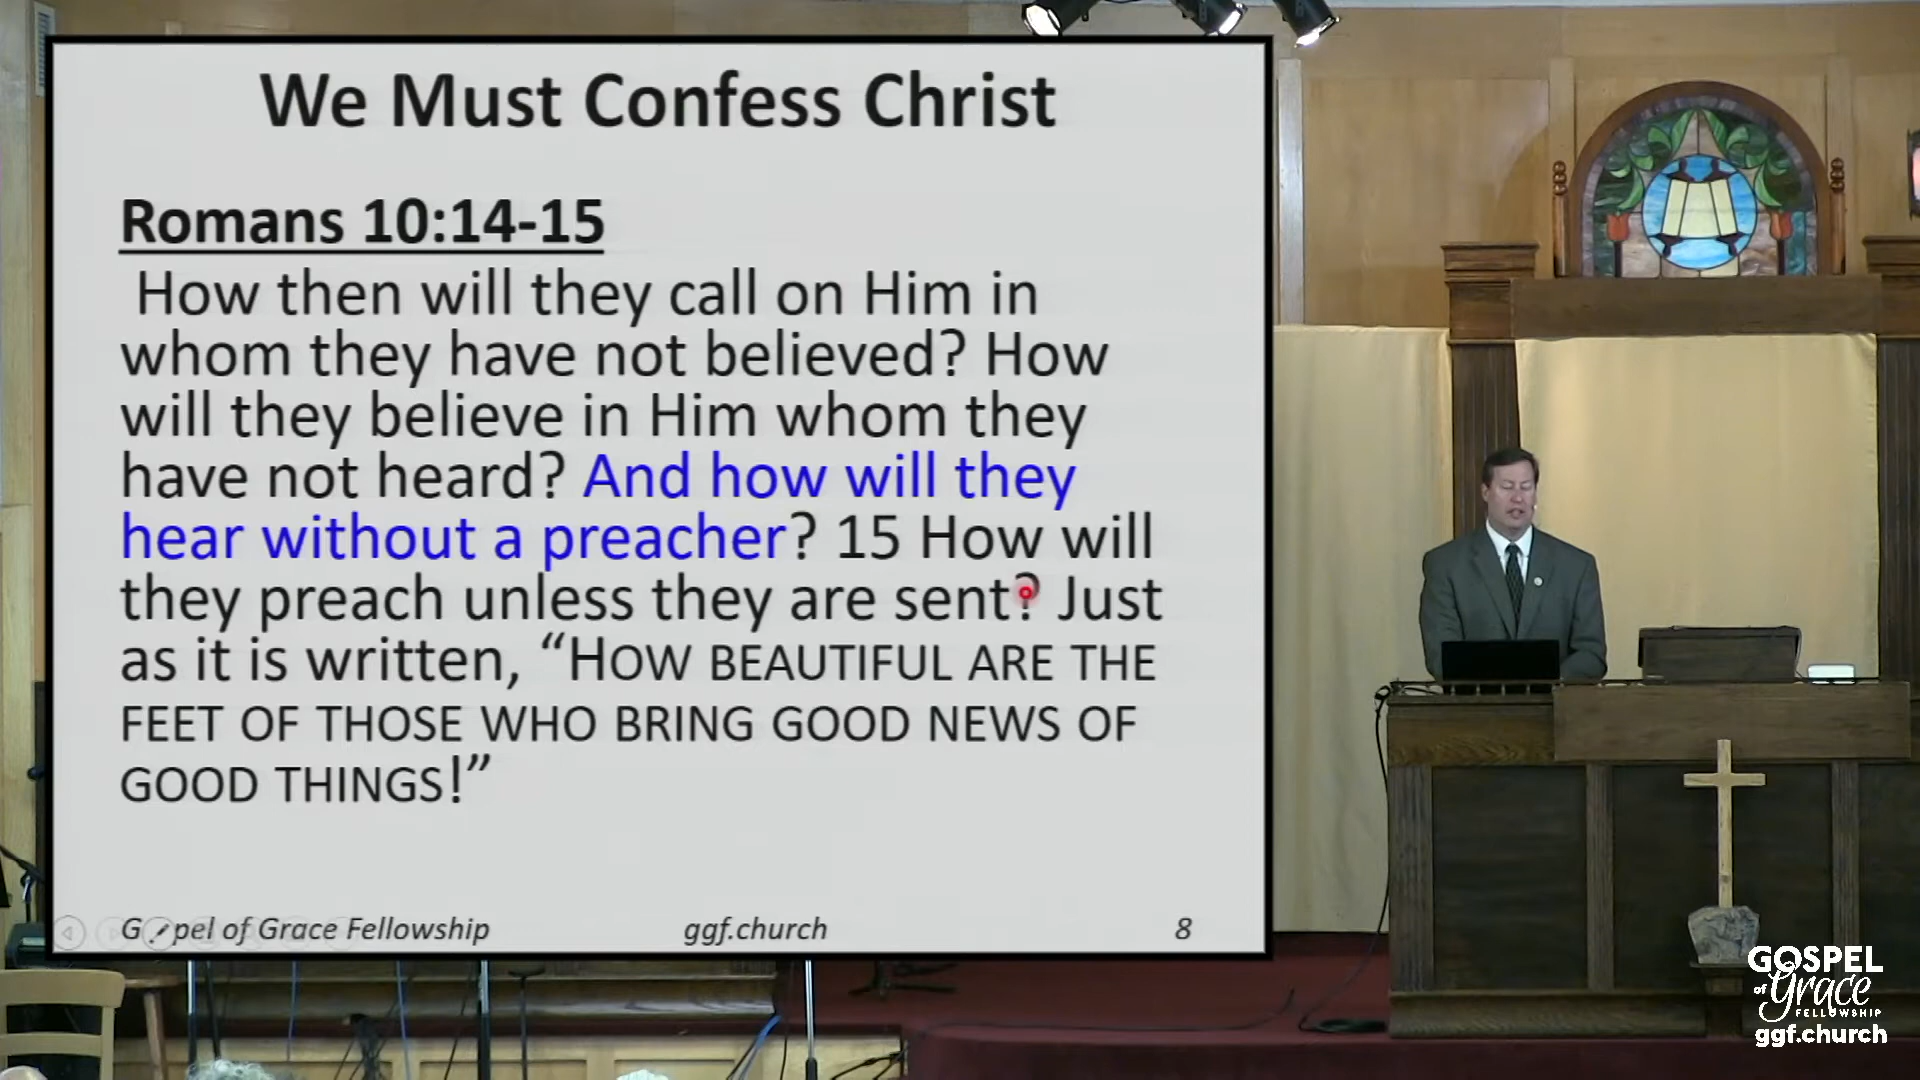 We Must Confess Christ
Romans 10:14-15
How then will they call on Him in
whom they have not believed? How
will they believe in Him whom they
have not heard? And how will they
hear without a preacher? 15 How will
they preach unless they are sent? Just
as it is written, “HOW BEAUTIFUL ARE THE
FEET OF THOSE WHO BRING GOOD NEWS OF
GOOD THINGS!”
Gospel of Grace Fellowship ggf.church 8
GOSPEL
of Grace
FELLOWSHIP
ggf.church